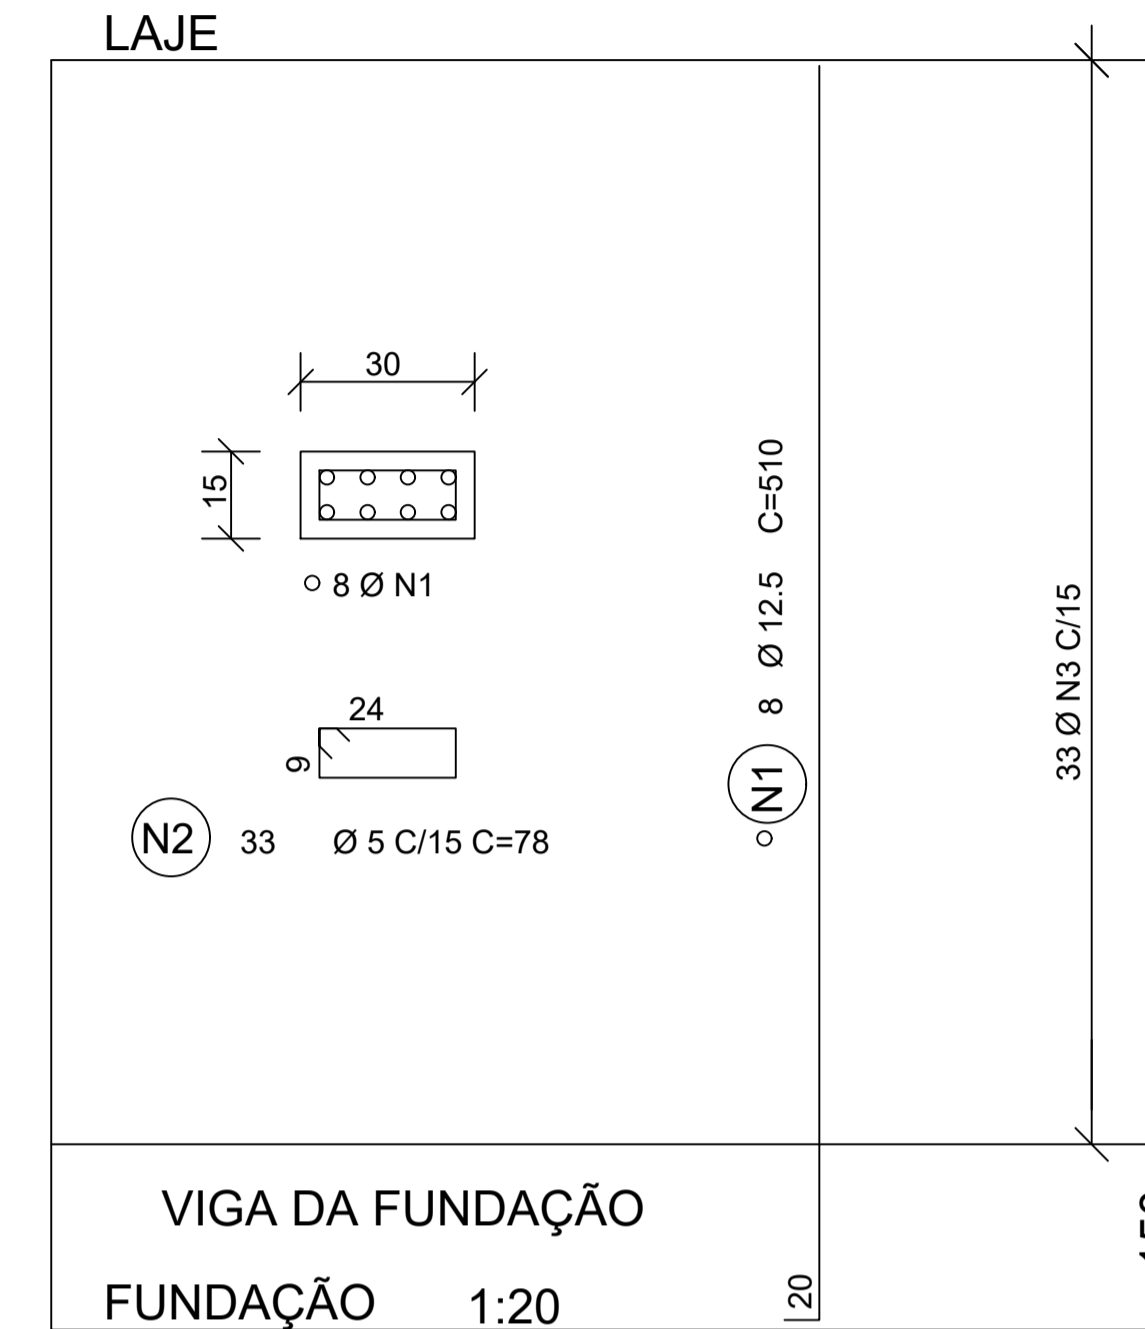 LAJE
30
15
8 Ø N1
24
9
N2 33 Ø 5 C/15 C=78
N1 8 Ø 12.5 C=510
33 Ø N3 C/15
VIGA DA FUNDAÇÃO
FUNDAÇÃO 1:20
20